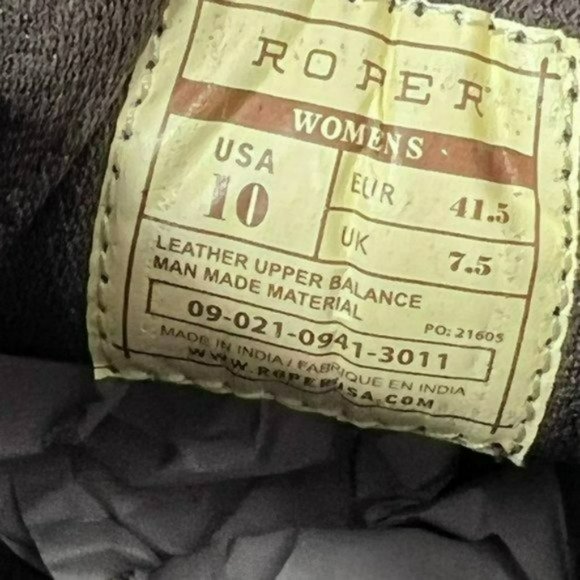 ROPER
WOMENS
USA
10
EUR 41.5
UK 7.5
LEATHER UPPER BALANCE
MAN MADE MATERIAL
PO: 21605
09-021-0941-3011
MADE IN INDIA / FABRIQUE EN INDIA
WWW.ROPERUSA.COM